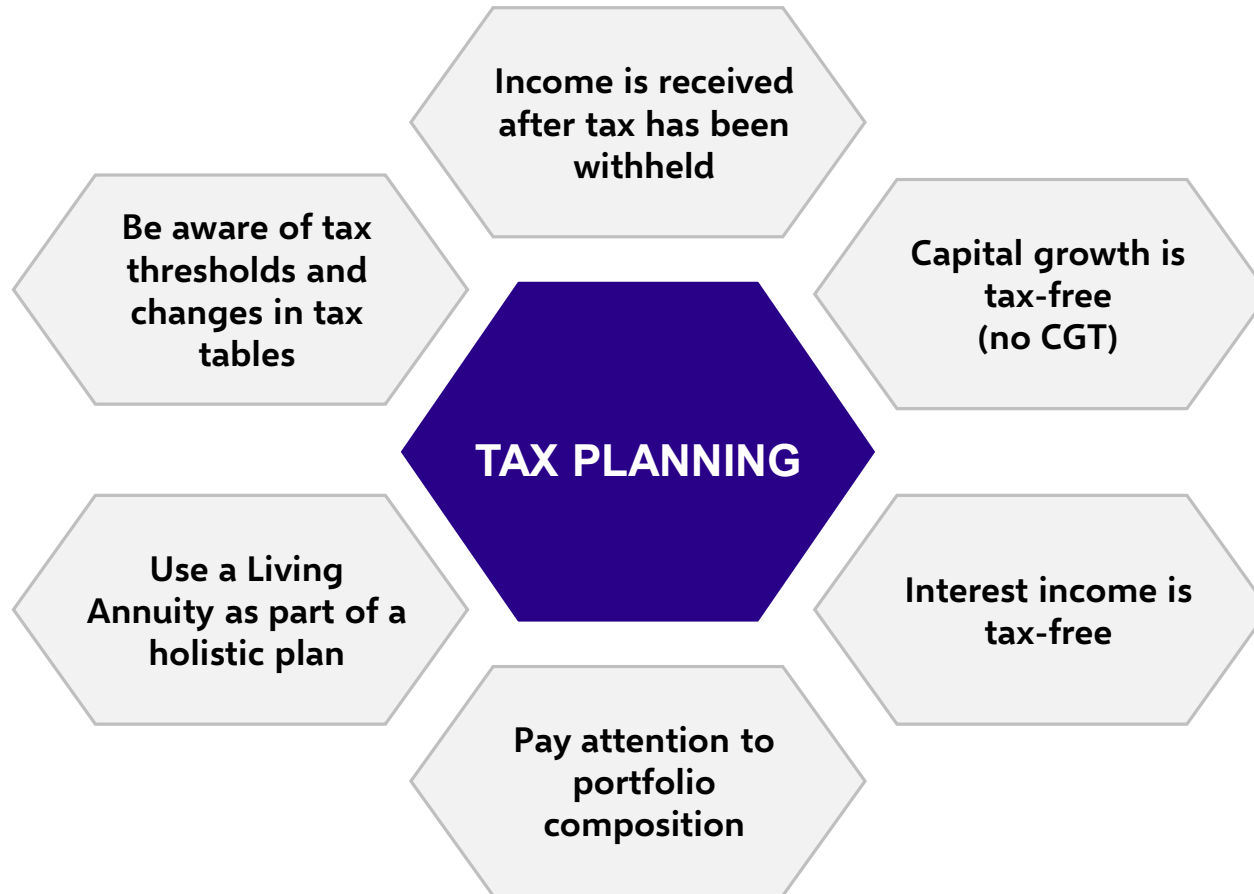 Income is received
after tax has been
withheld
Be aware of tax
thresholds and
changes in tax
tables
Capital growth is
tax-free
(no CGT)
TAX PLANNING
Use a Living
Annuity as part of a
holistic plan
Interest income is
tax-free
Pay attention to
portfolio
composition